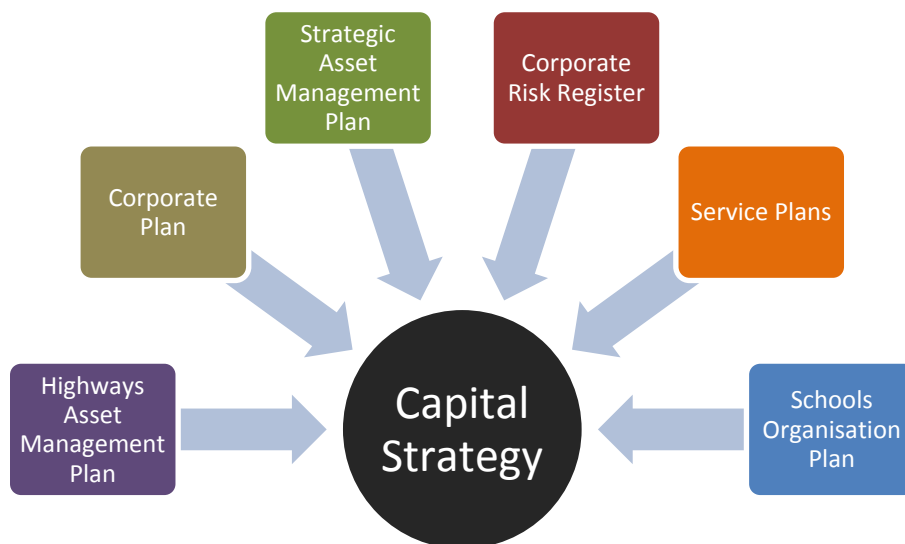 Strategic
Asset
Management
Plan
Corporate
Risk Register
Corporate
Plan
Service Plans
Highways
Asset
Management
Plan
Capital
Strategy
Schools
Organisation
Plan